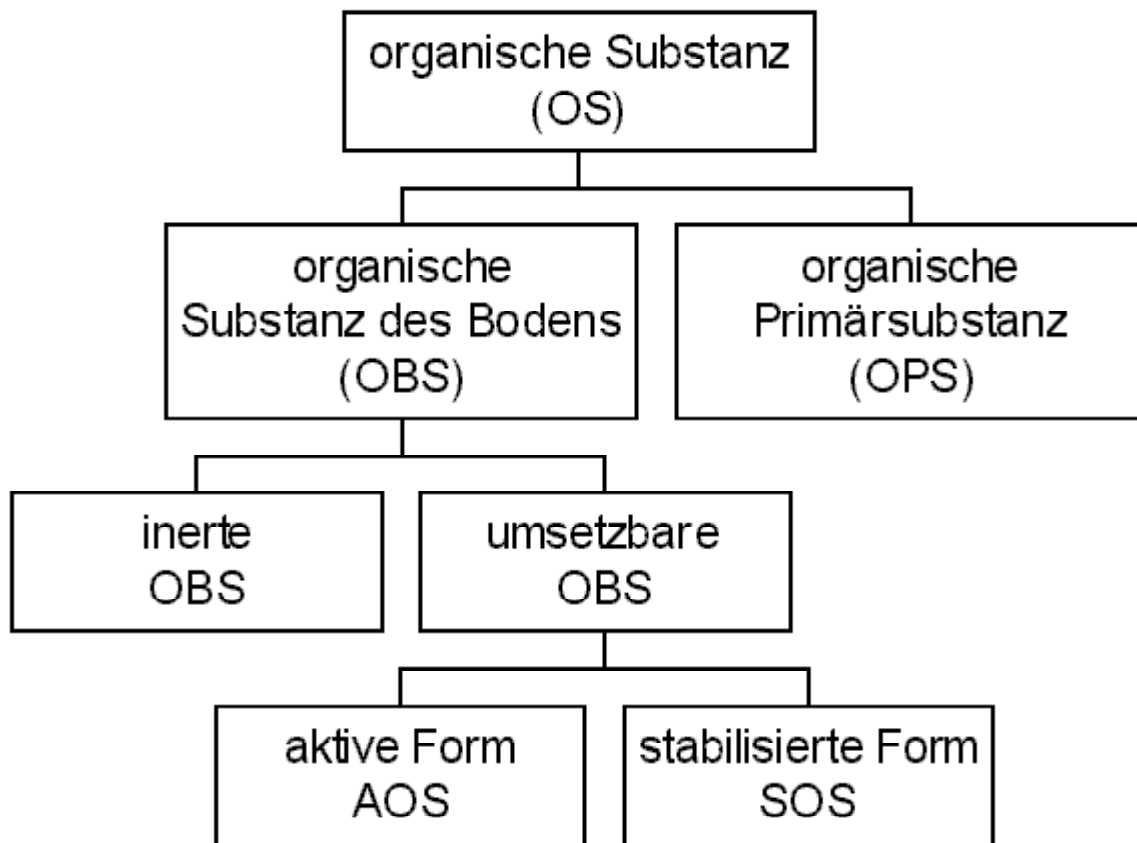 organische Substanz
(OS)
organische
Substanz des Bodens
(OBS)
organische
Primärsubstanz
(OPS)
inerte
OBS
umsetzbare
OBS
aktive Form
AOS
stabilisierte Form
SOS